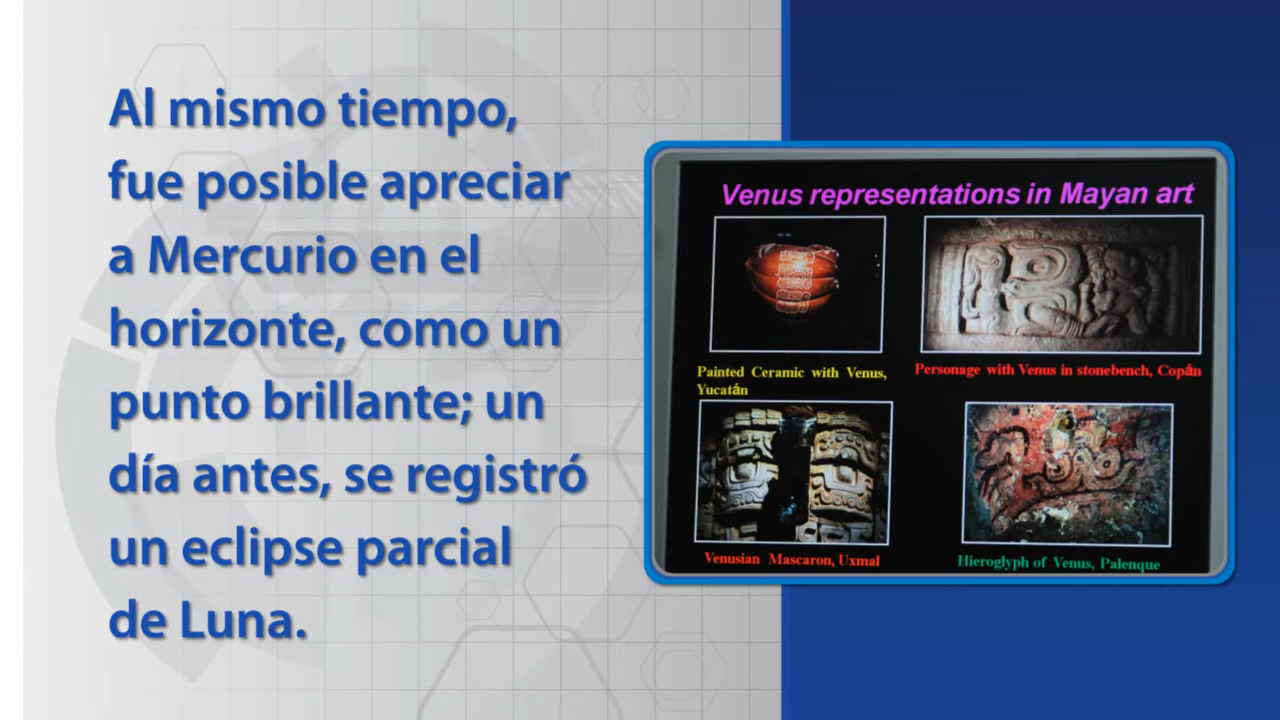 Al mismo tiempo,
fue posible apreciar
a Mercurio en el
horizonte, como un
punto brillante; un
día antes, se registró
un eclipse parcial
de Luna.
Venus representations in Mayan art
Painted Ceramic with Venus,
Yucatán
Personage with Venus in stonebench, Copán
Venusian Mascaron, Uxmal
Hieroglyph of Venus, Palenque